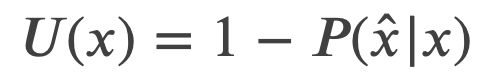 U(x) = 1 − P(x̂|x)